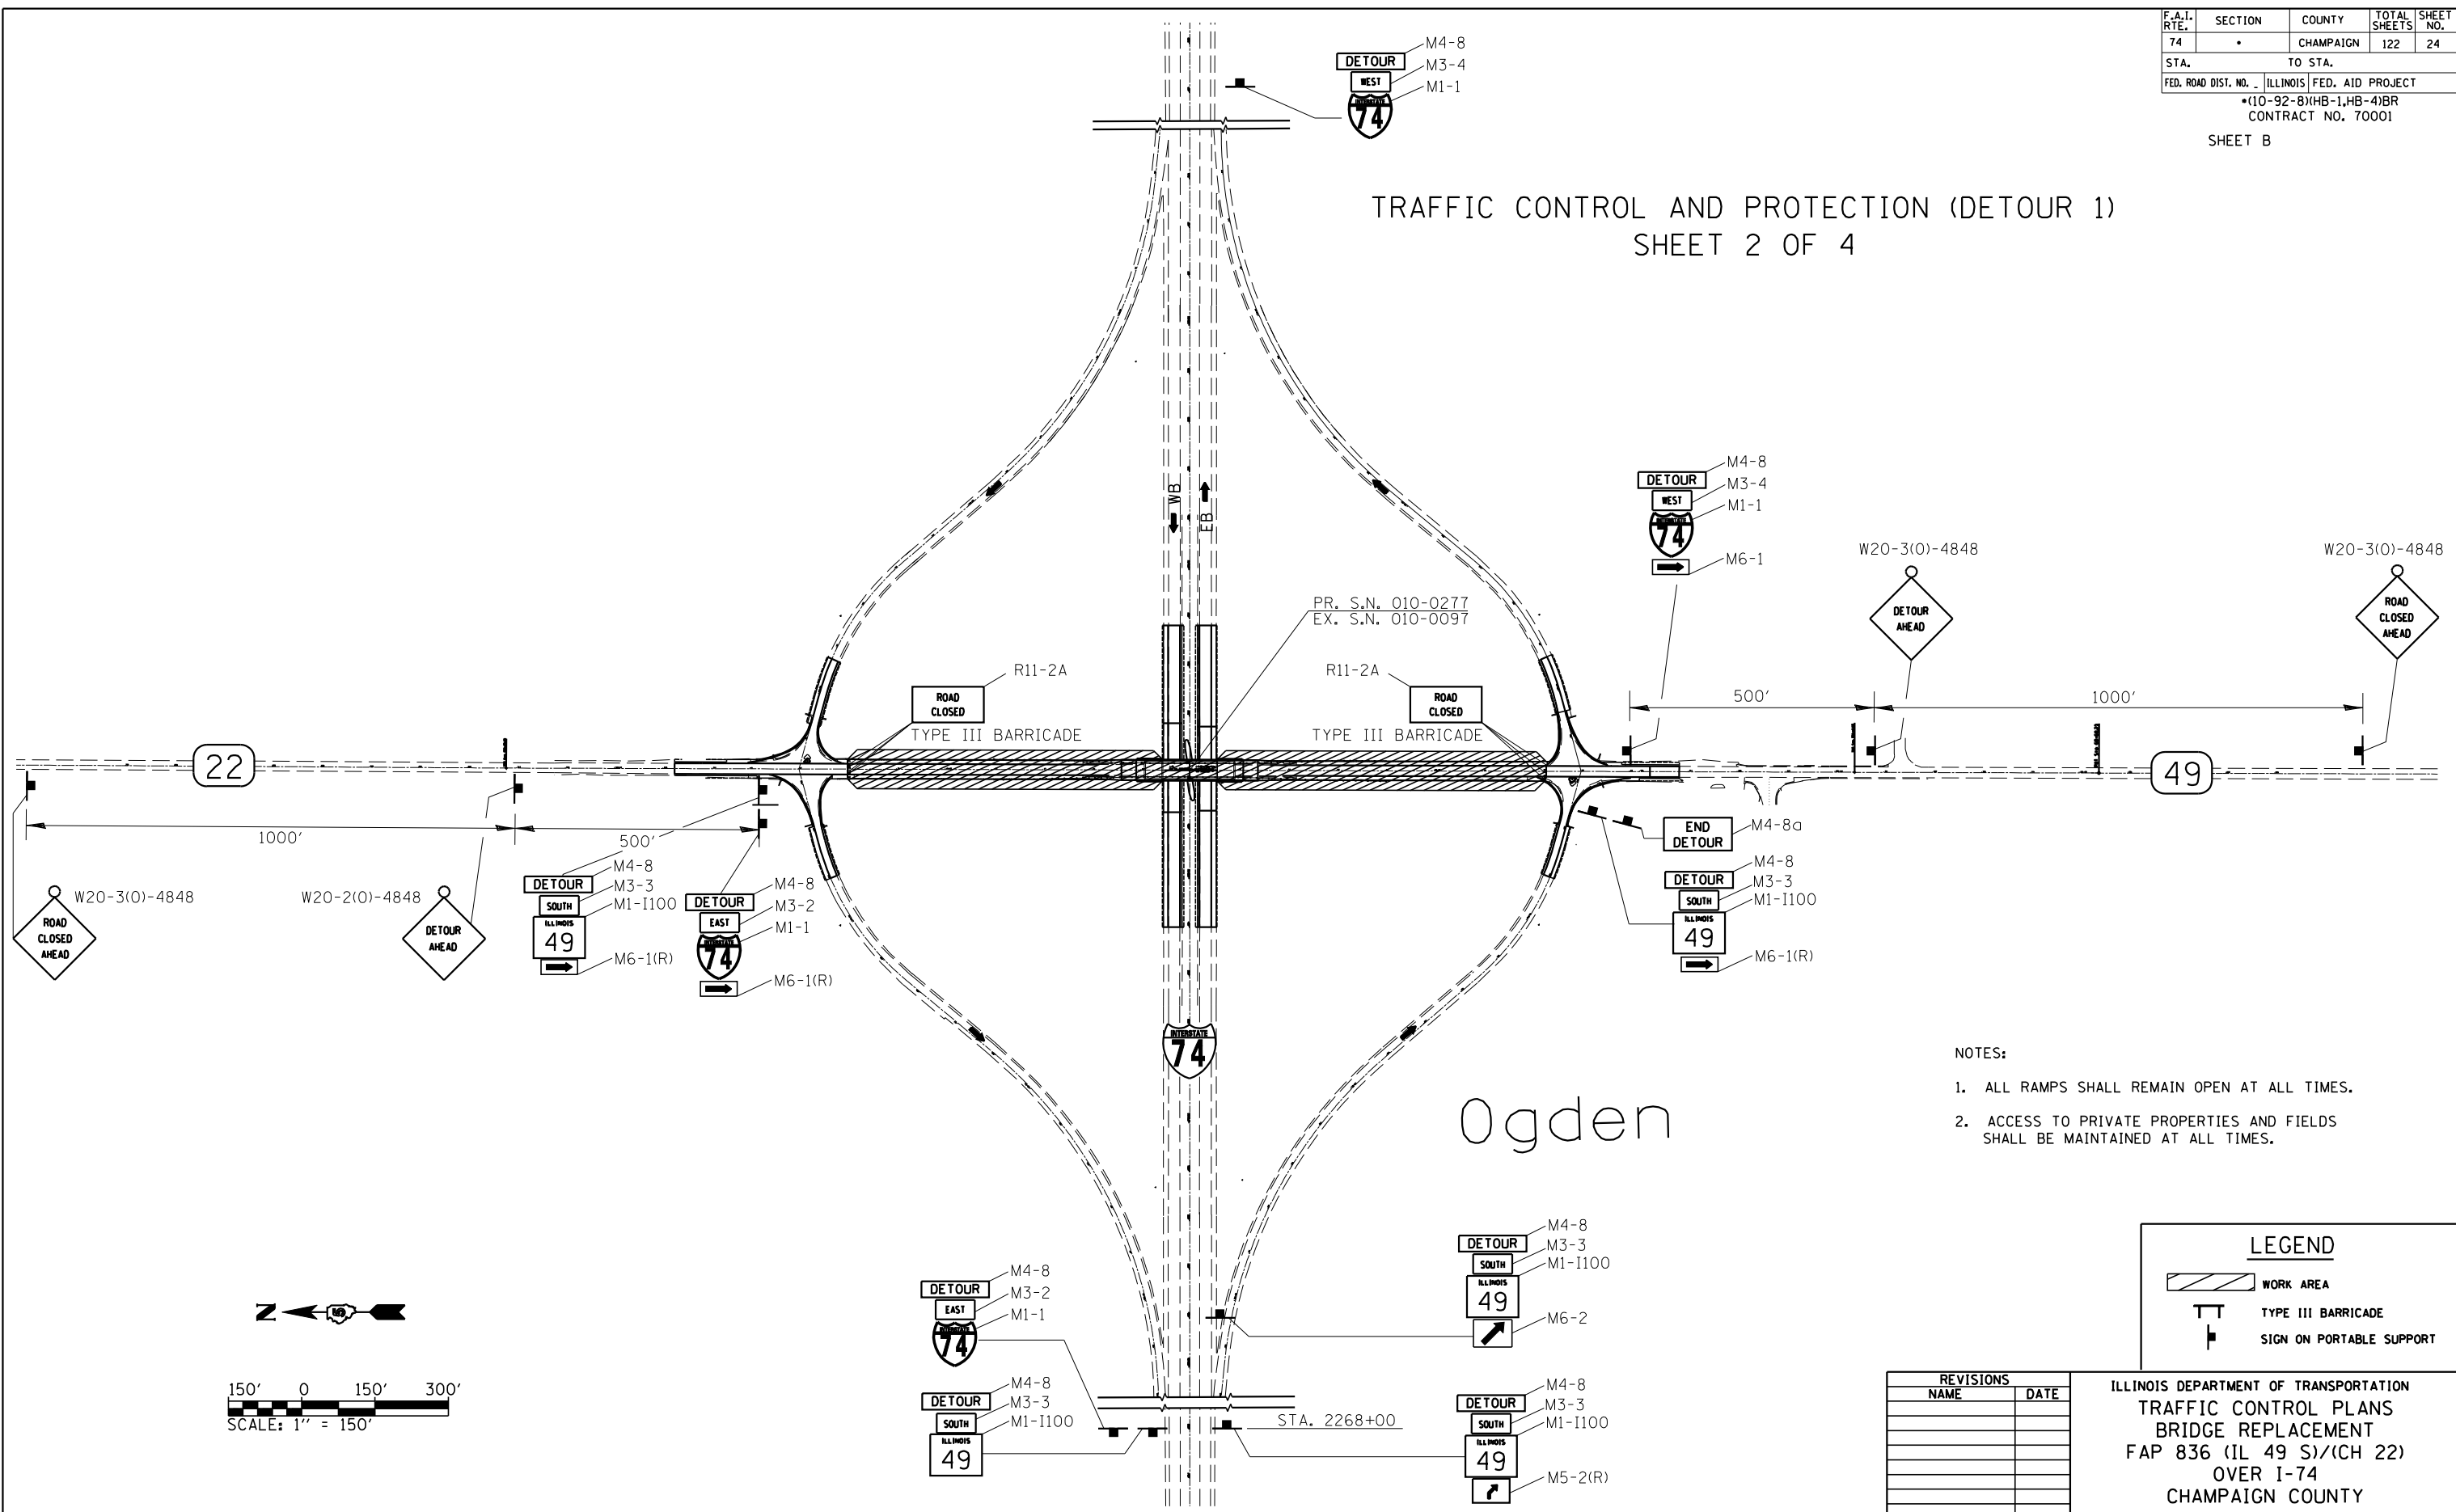 F.A.I. RTE. SECTION COUNTY TOTAL SHEETS SHEET NO.
74 • CHAMPAIGN 122 24
STA. TO STA.
FED. ROAD DIST. NO. _ ILLINOIS FED. AID PROJECT
•(10-92-8)(HB-1,HB-4)BR
CONTRACT NO. 70001
SHEET B
DETOUR
WEST
INTERSTATE
74
M4-8
M3-4
M1-1
TRAFFIC CONTROL AND PROTECTION (DETOUR 1)
SHEET 2 OF 4
WB
EB
DETOUR
WEST
INTERSTATE
74
M4-8
M3-4
M1-1
M6-1
W20-3(O)-4848
DETOUR
AHEAD
W20-3(O)-4848
ROAD
CLOSED
AHEAD
PR. S.N. 010-0277
EX. S.N. 010-0097
R11-2A
ROAD
CLOSED
TYPE III BARRICADE
R11-2A
ROAD
CLOSED
TYPE III BARRICADE
500'
1000'
22
49
1000'
500'
W20-3(O)-4848
ROAD
CLOSED
AHEAD
W20-2(O)-4848
DETOUR
AHEAD
DETOUR
SOUTH
ILLINOIS
49
M4-8
M3-3
M1-I100
M6-1(R)
DETOUR
EAST
INTERSTATE
74
M4-8
M3-2
M1-1
M6-1(R)
END
DETOUR
M4-8a
DETOUR
SOUTH
ILLINOIS
49
M4-8
M3-3
M1-I100
M6-1(R)
INTERSTATE
74
Ogden
NOTES:
1. ALL RAMPS SHALL REMAIN OPEN AT ALL TIMES.
2. ACCESS TO PRIVATE PROPERTIES AND FIELDS
SHALL BE MAINTAINED AT ALL TIMES.
DETOUR
SOUTH
ILLINOIS
49
M4-8
M3-3
M1-I100
M6-2
DETOUR
EAST
INTERSTATE
74
M4-8
M3-2
M1-1
DETOUR
SOUTH
ILLINOIS
49
M4-8
M3-3
M1-I100
STA. 2268+00
DETOUR
SOUTH
ILLINOIS
49
M4-8
M3-3
M1-I100
M5-2(R)
N
150' 0 150' 300'
SCALE: 1" = 150'
LEGEND
WORK AREA
TYPE III BARRICADE
SIGN ON PORTABLE SUPPORT
REVISIONS
NAME DATE
ILLINOIS DEPARTMENT OF TRANSPORTATION
TRAFFIC CONTROL PLANS
BRIDGE REPLACEMENT
FAP 836 (IL 49 S)/(CH 22)
OVER I-74
CHAMPAIGN COUNTY